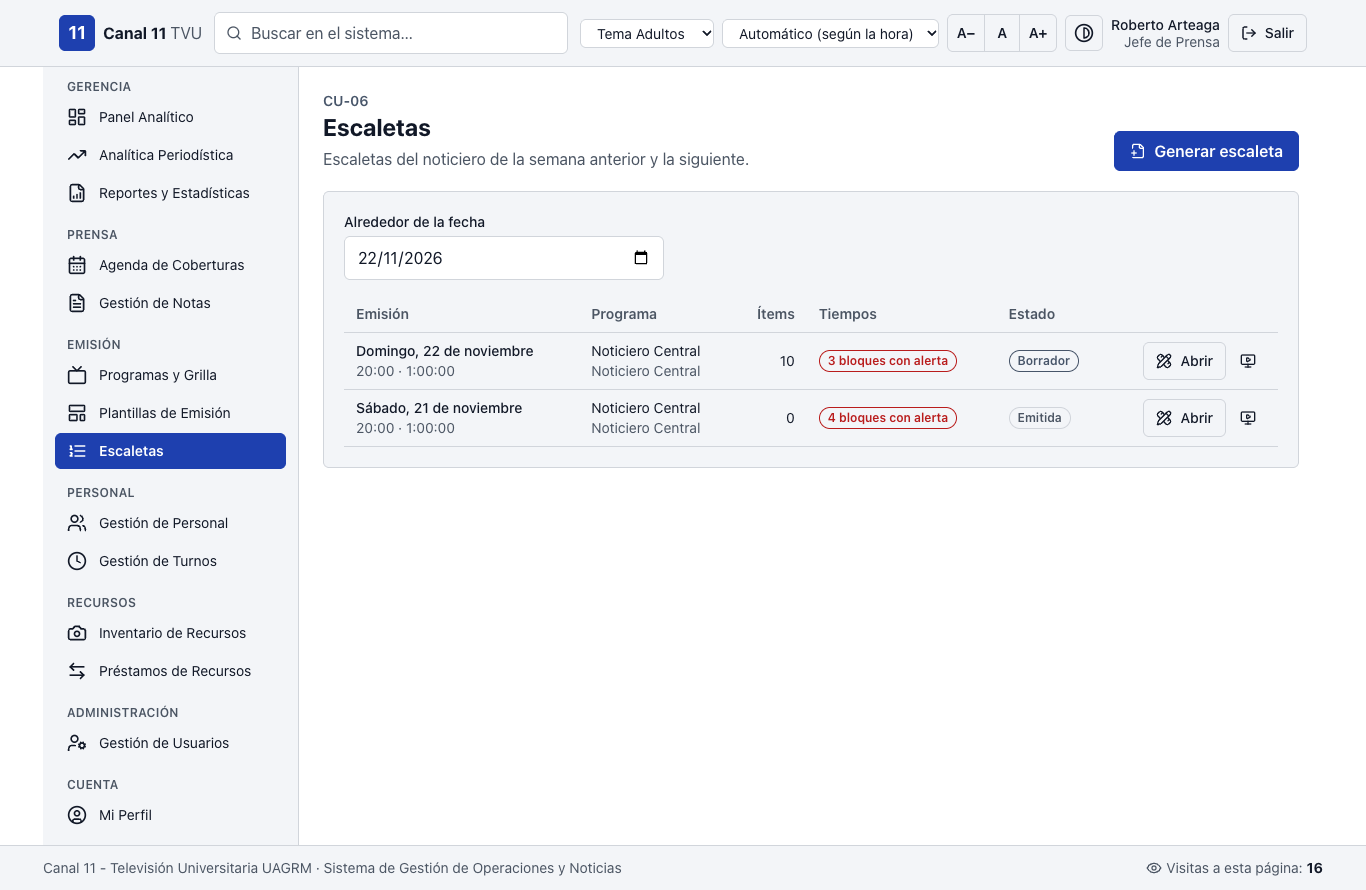 11 Canal 11 TVU
Buscar en el sistema...
Tema Adultos
Automático (según la hora)
A−
A
A+
Roberto Arteaga
Jefe de Prensa
Salir
GERENCIA
Panel Analítico
Analítica Periodística
Reportes y Estadísticas
PRENSA
Agenda de Coberturas
Gestión de Notas
EMISIÓN
Programas y Grilla
Plantillas de Emisión
Escaletas
PERSONAL
Gestión de Personal
Gestión de Turnos
RECURSOS
Inventario de Recursos
Préstamos de Recursos
ADMINISTRACIÓN
Gestión de Usuarios
CUENTA
Mi Perfil
CU-06
Escaletas
Escaletas del noticiero de la semana anterior y la siguiente.
Generar escaleta
Alrededor de la fecha
22/11/2026
Emisión Programa Ítems Tiempos Estado
Domingo, 22 de noviembre Noticiero Central
20:00 · 1:00:00 Noticiero Central
10 3 bloques con alerta Borrador Abrir
Sábado, 21 de noviembre Noticiero Central
20:00 · 1:00:00 Noticiero Central
0 4 bloques con alerta Emitida Abrir
Canal 11 - Televisión Universitaria UAGRM · Sistema de Gestión de Operaciones y Noticias
Visitas a esta página: 16